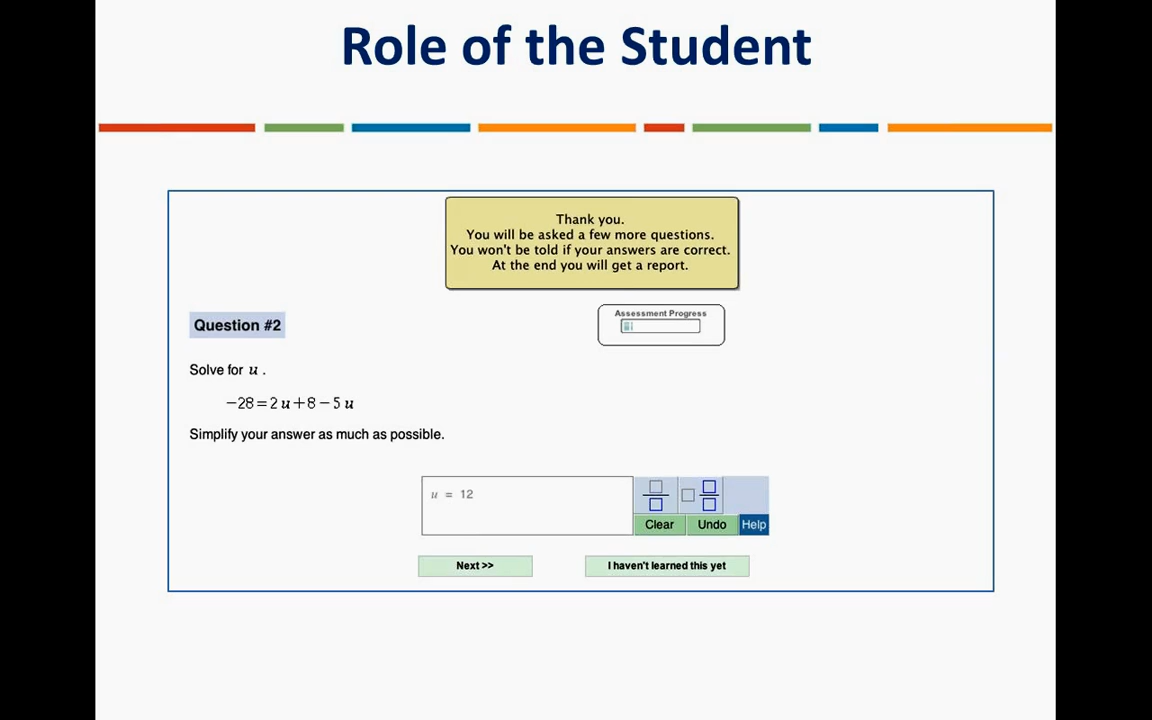 Role of the Student
Thank you.
You will be asked a few more questions.
You won't be told if your answers are correct.
At the end you will get a report.
Assessment Progress
Question #2
Solve for u .
−28=2 u+8−5 u
Simplify your answer as much as possible.
u = 12
Clear Undo Help
Next >> I haven't learned this yet